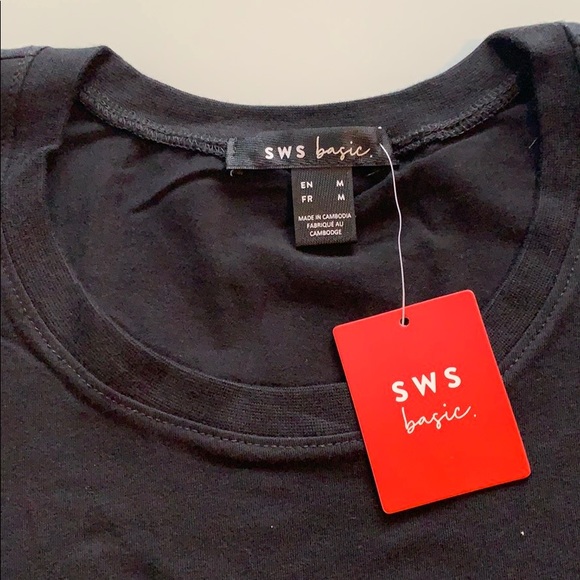 SWS basic.
EN M
FR M
MADE IN CAMBODIA
FABRIQUÉ AU
CAMBODGE
SWS
basic.